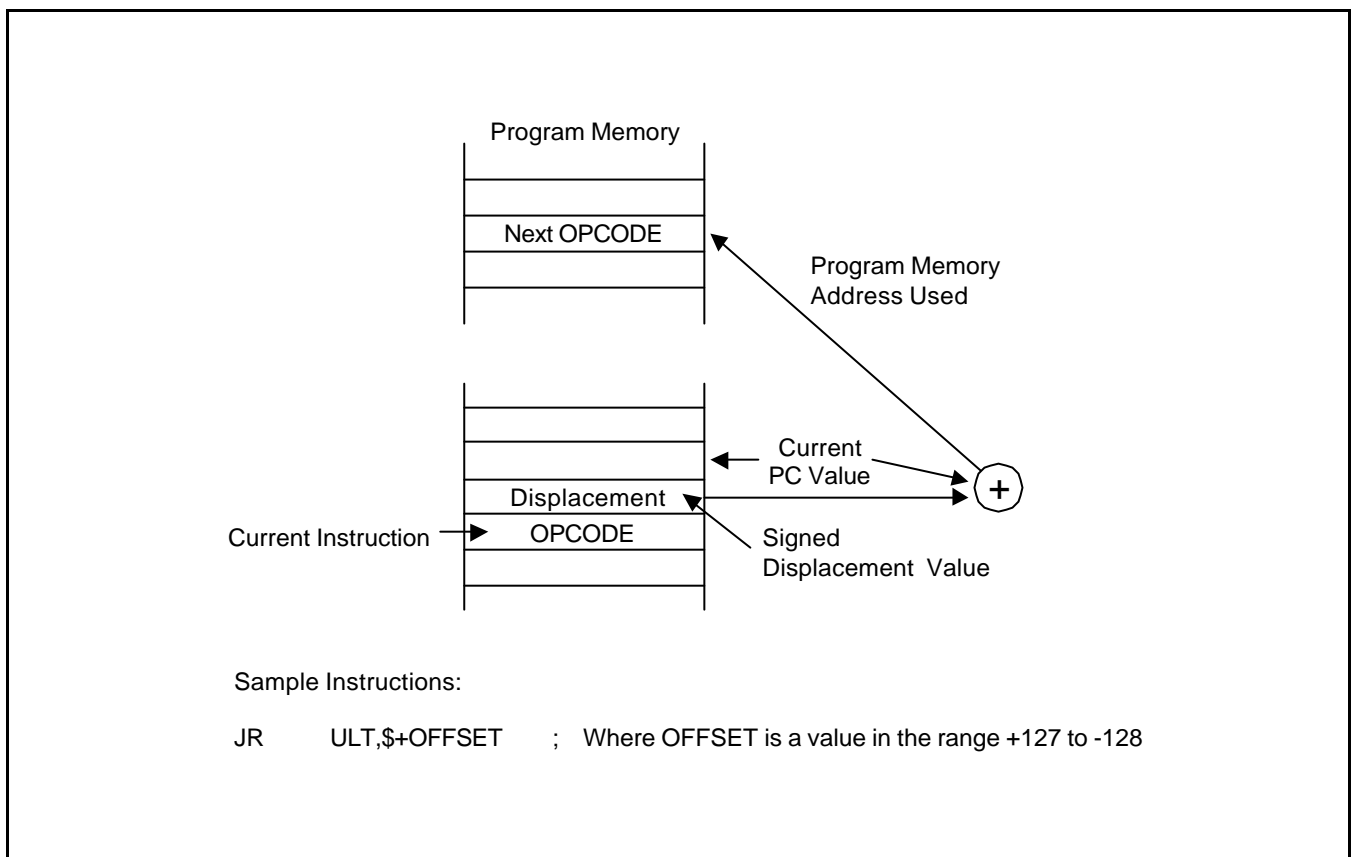 Program Memory
Next OPCODE
Program Memory
Address Used
Current
PC Value
Displacement
+
Current Instruction
OPCODE
Signed
Displacement Value
Sample Instructions:
JR ULT,$+OFFSET ; Where OFFSET is a value in the range +127 to -128